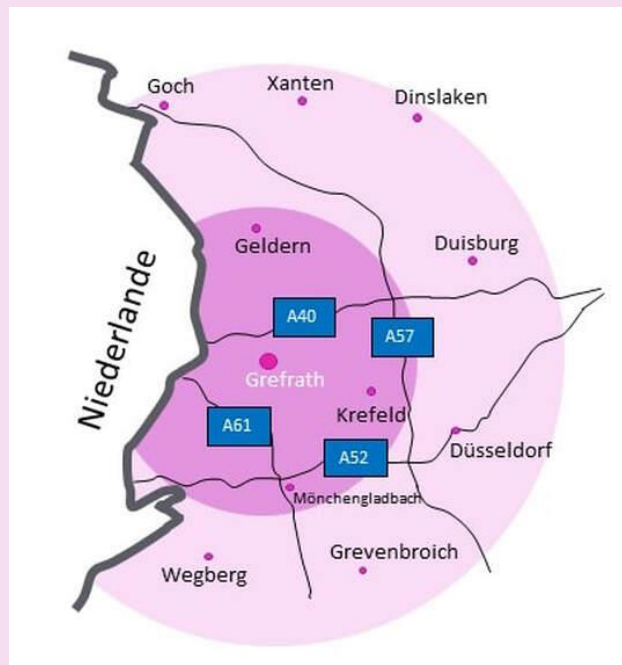 Goch
Xanten
Dinslaken
Geldern
Duisburg
Niederlande
A40
A57
Grefrath
Krefeld
A61
A52
Düsseldorf
Mönchengladbach
Grevenbroich
Wegberg